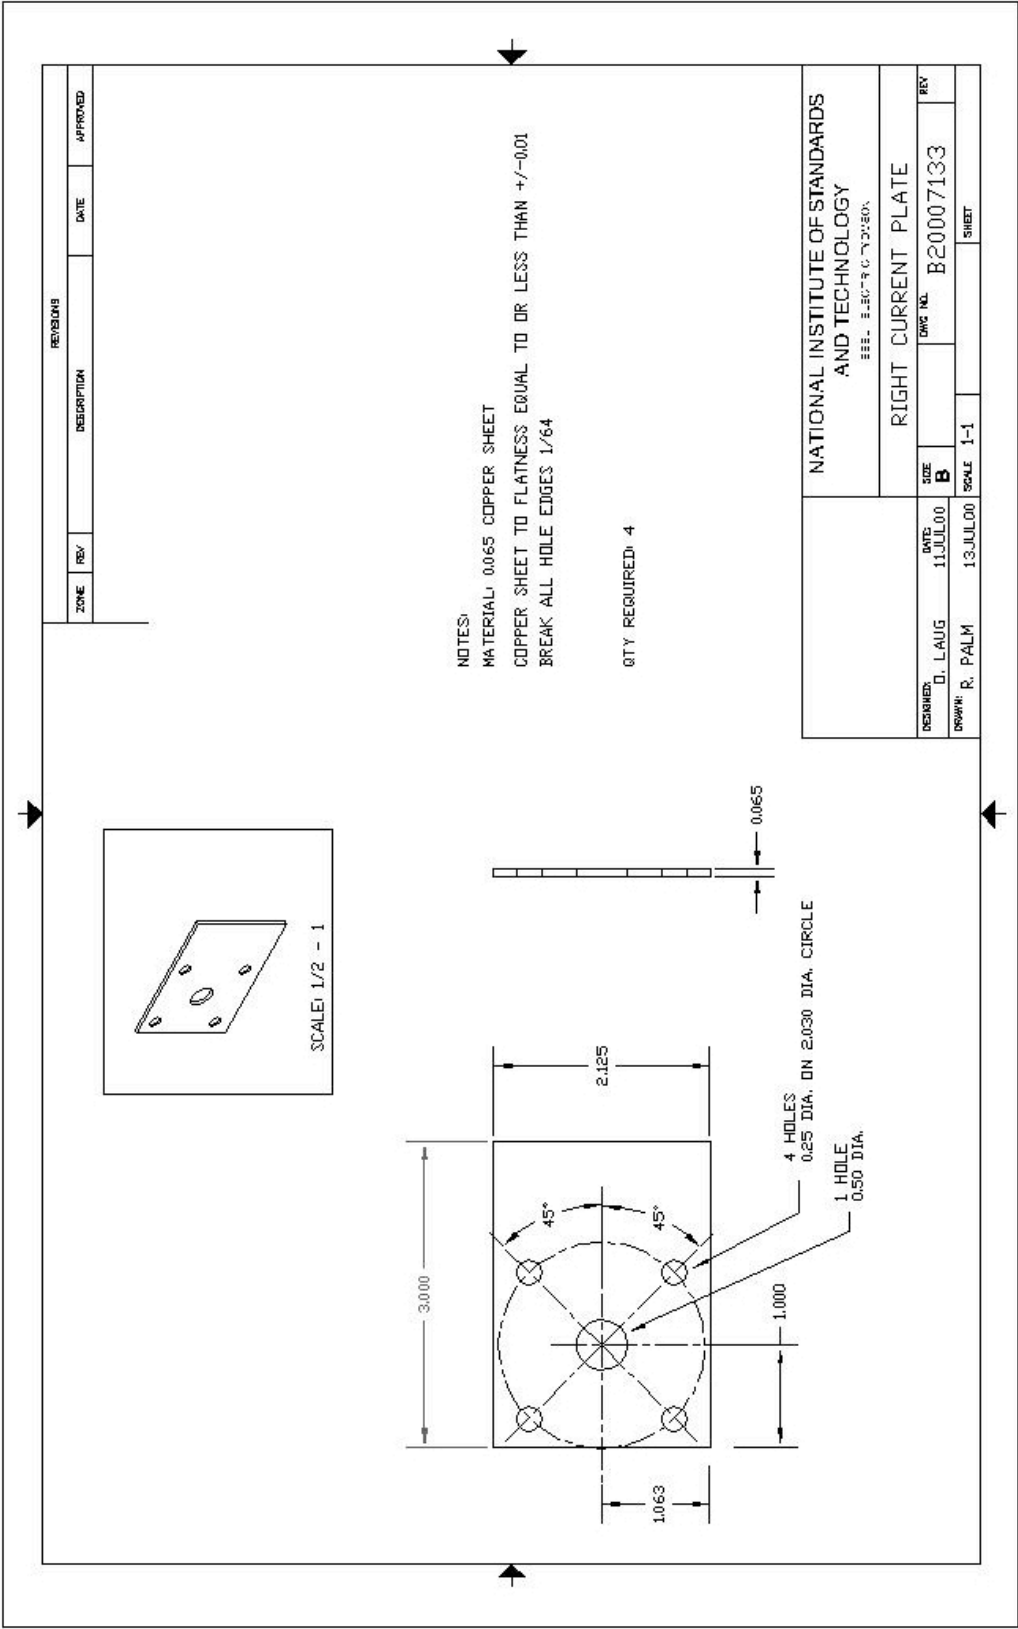 REVISIONS
ZONE REV DESCRIPTION DATE APPROVED
SCALE: 1/2 - 1
3.000
45°
45°
2.125
1.063
1.000
4 HOLES
0.25 DIA. ON 2.030 DIA. CIRCLE
1 HOLE
0.50 DIA.
0.065
NOTES:
MATERIAL: 0.065 COPPER SHEET
COPPER SHEET TO FLATNESS EQUAL TO OR LESS THAN +/-0.01
BREAK ALL HOLE EDGES 1/64
QTY REQUIRED: 4
NATIONAL INSTITUTE OF STANDARDS
AND TECHNOLOGY
RIGHT CURRENT PLATE
DESIGNED: O. LAUG DATE: 11JUL00
DRAWN: R. PALM 13JUL00
SIZE B DWG NO. B20007133 REV
SCALE 1-1 SHEET